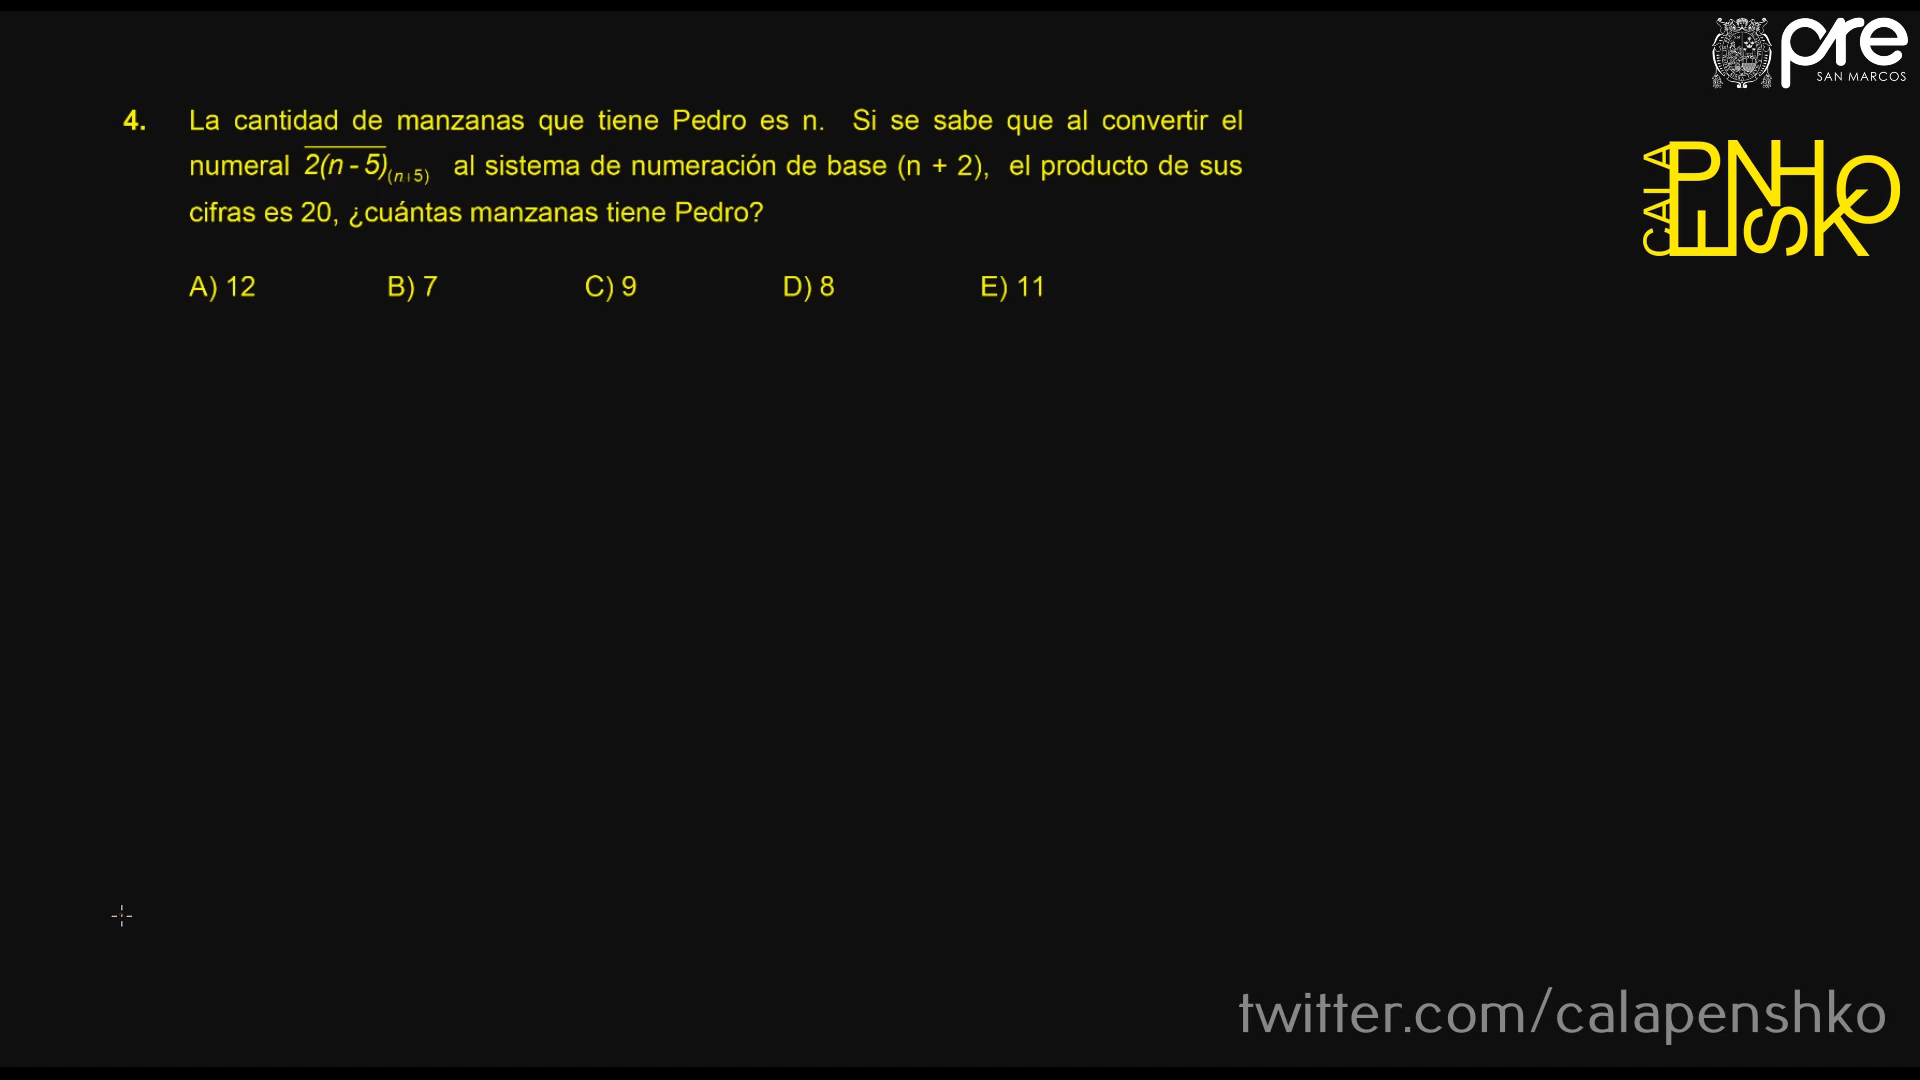 pre
SAN MARCOS
4. La cantidad de manzanas que tiene Pedro es n. Si se sabe que al convertir el
numeral 2(n - 5)(n+5) al sistema de numeración de base (n + 2), el producto de sus
cifras es 20, ¿cuántas manzanas tiene Pedro?
A) 12 B) 7 C) 9 D) 8 E) 11
CALA
PENSHKO
twitter.com/calapenshko